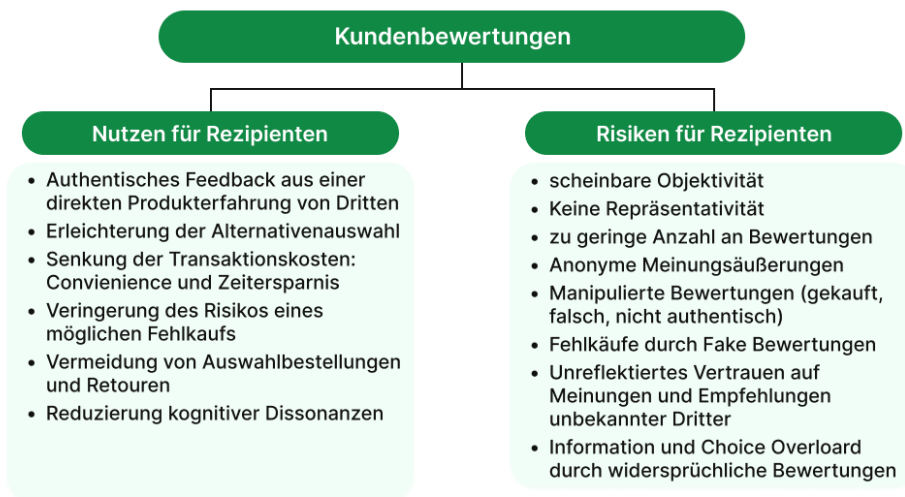 Kundenbewertungen
Nutzen für Rezipienten
• Authentisches Feedback aus einer
direkten Produkterfahrung von Dritten
• Erleichterung der Alternativenauswahl
• Senkung der Transaktionskosten:
Convienience und Zeitersparnis
• Veringerung des Risikos eines
möglichen Fehlkaufs
• Vermeidung von Auswahlbestellungen
und Retouren
• Reduzierung kognitiver Dissonanzen
Risiken für Rezipienten
• scheinbare Objektivität
• Keine Repräsentativität
• zu geringe Anzahl an Bewertungen
• Anonyme Meinungsäußerungen
• Manipulierte Bewertungen (gekauft,
falsch, nicht authentisch)
• Fehlkäufe durch Fake Bewertungen
• Unreflektiertes Vertrauen auf
Meinungen und Empfehlungen
unbekannter Dritter
• Information und Choice Overloard
durch widersprüchliche Bewertungen